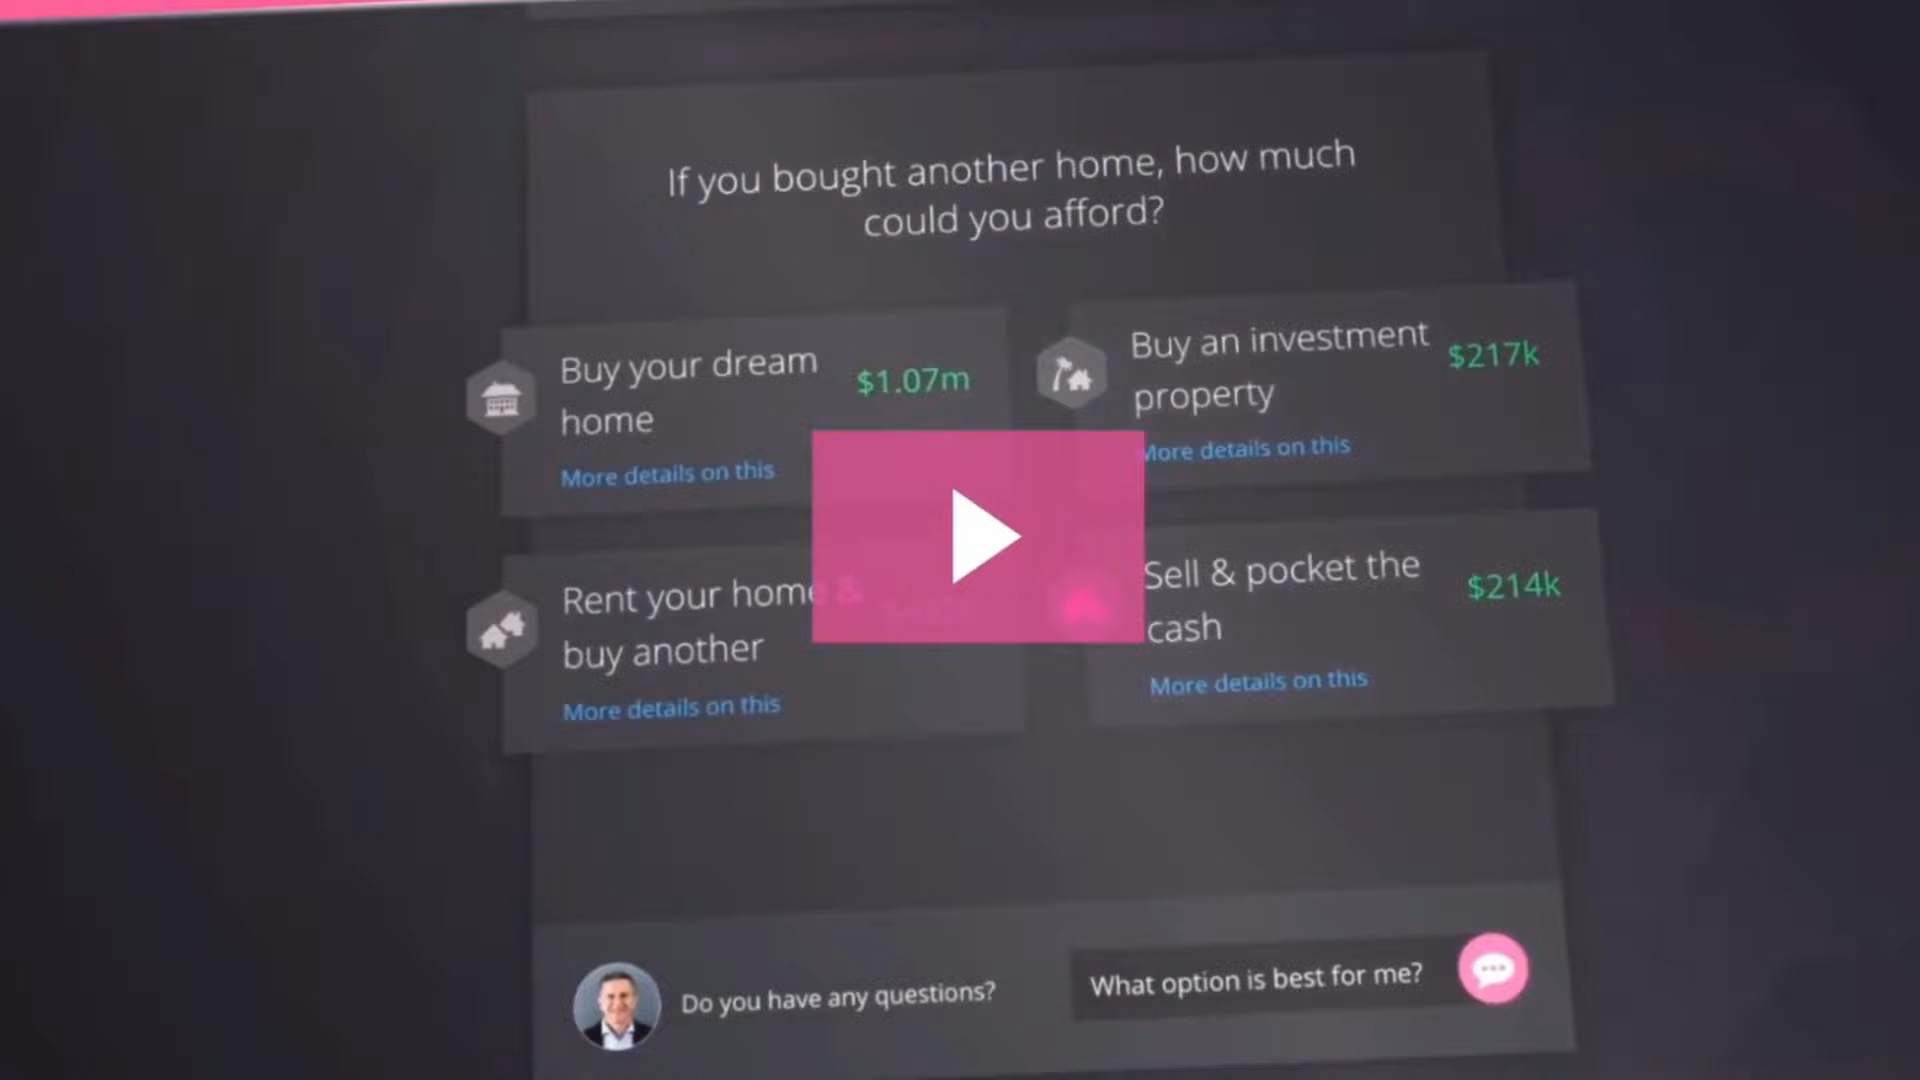 If you bought another home, how much
could you afford?
Buy your dream
home
$1.07m
More details on this
Buy an investment
property
$217k
More details on this
Rent your home &
buy another
More details on this
Sell & pocket the
cash
$214k
More details on this
Do you have any questions?
What option is best for me?